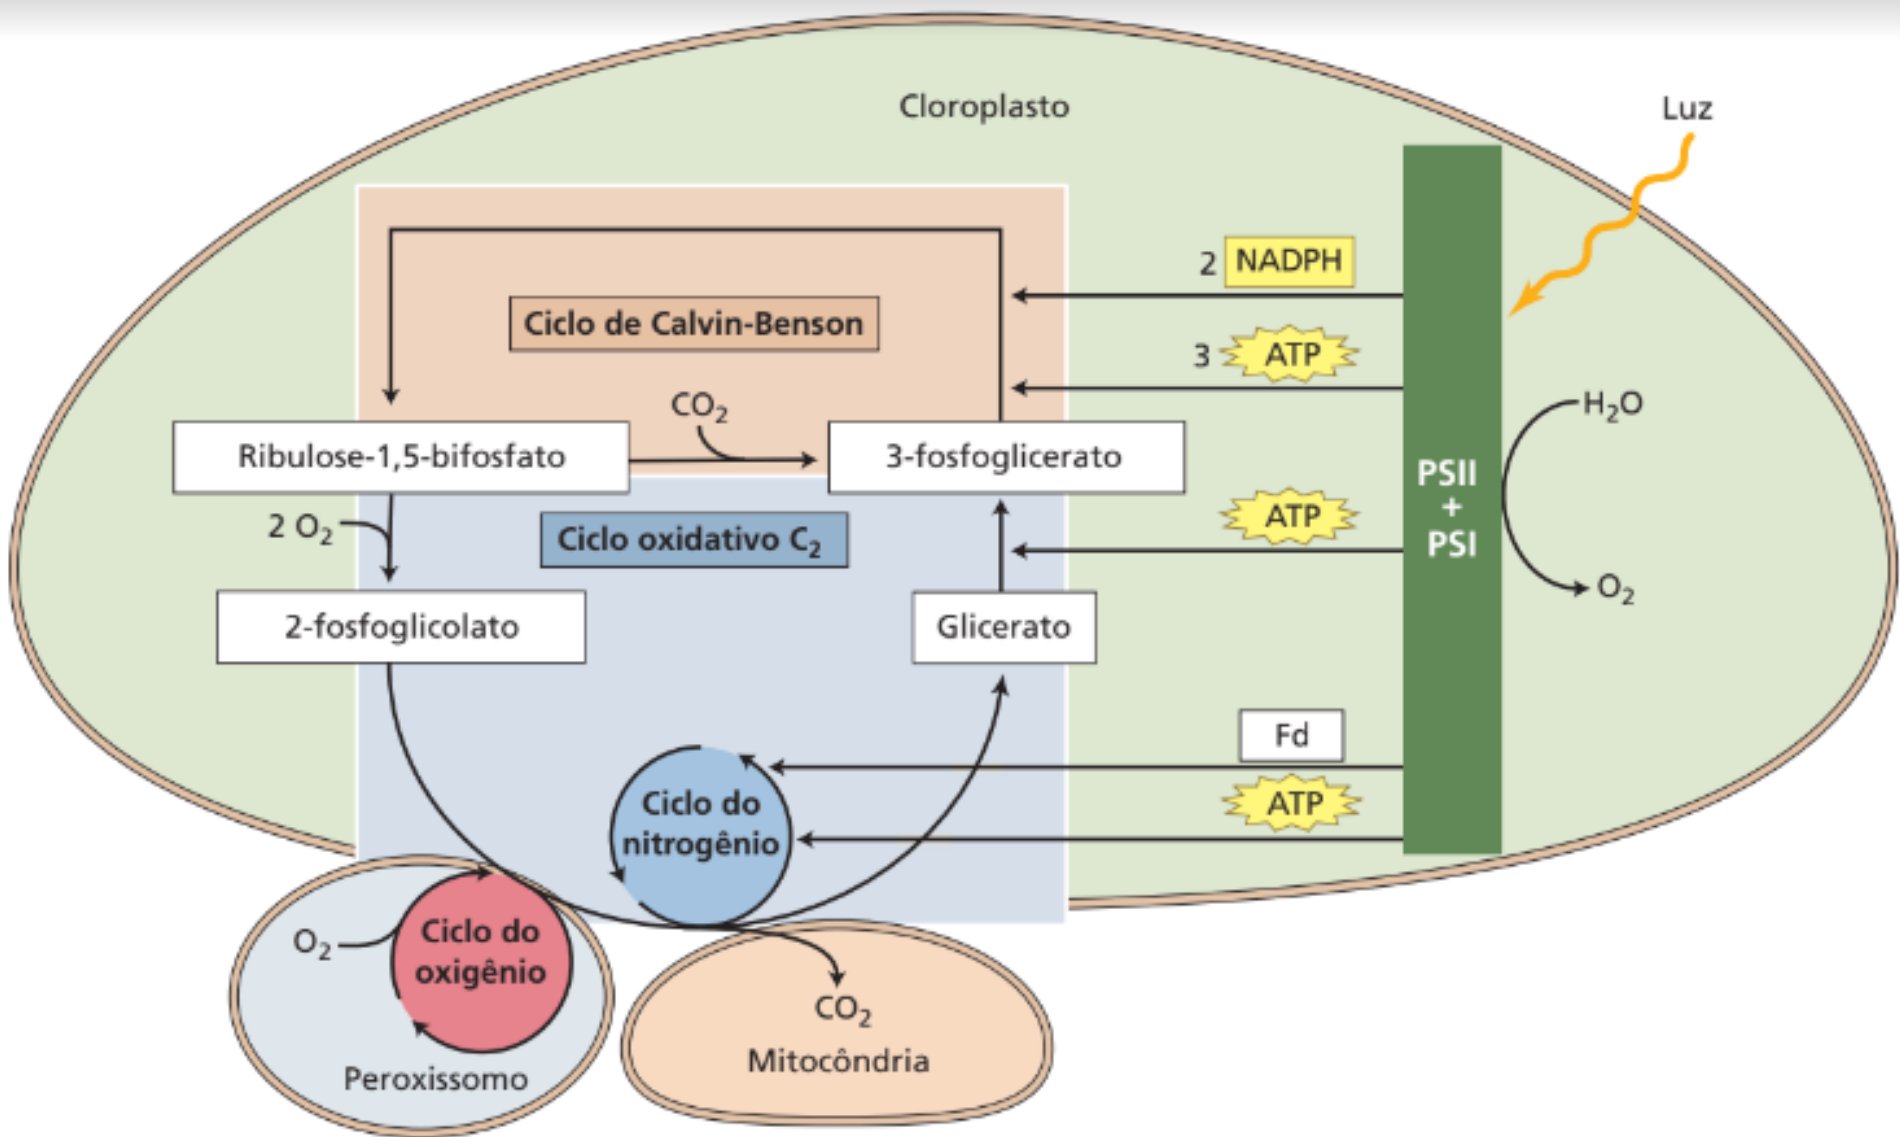 Cloroplasto
Luz
2 NADPH
Ciclo de Calvin-Benson
3 ATP
CO₂
H₂O
Ribulose-1,5-bifosfato
3-fosfoglicerato
PSII
+
PSI
2 O₂
Ciclo oxidativo C₂
ATP
O₂
2-fosfoglicolato
Glicerato
Fd
Ciclo do
nitrogênio
ATP
O₂
Ciclo do
oxigênio
CO₂
Mitocôndria
Peroxissomo